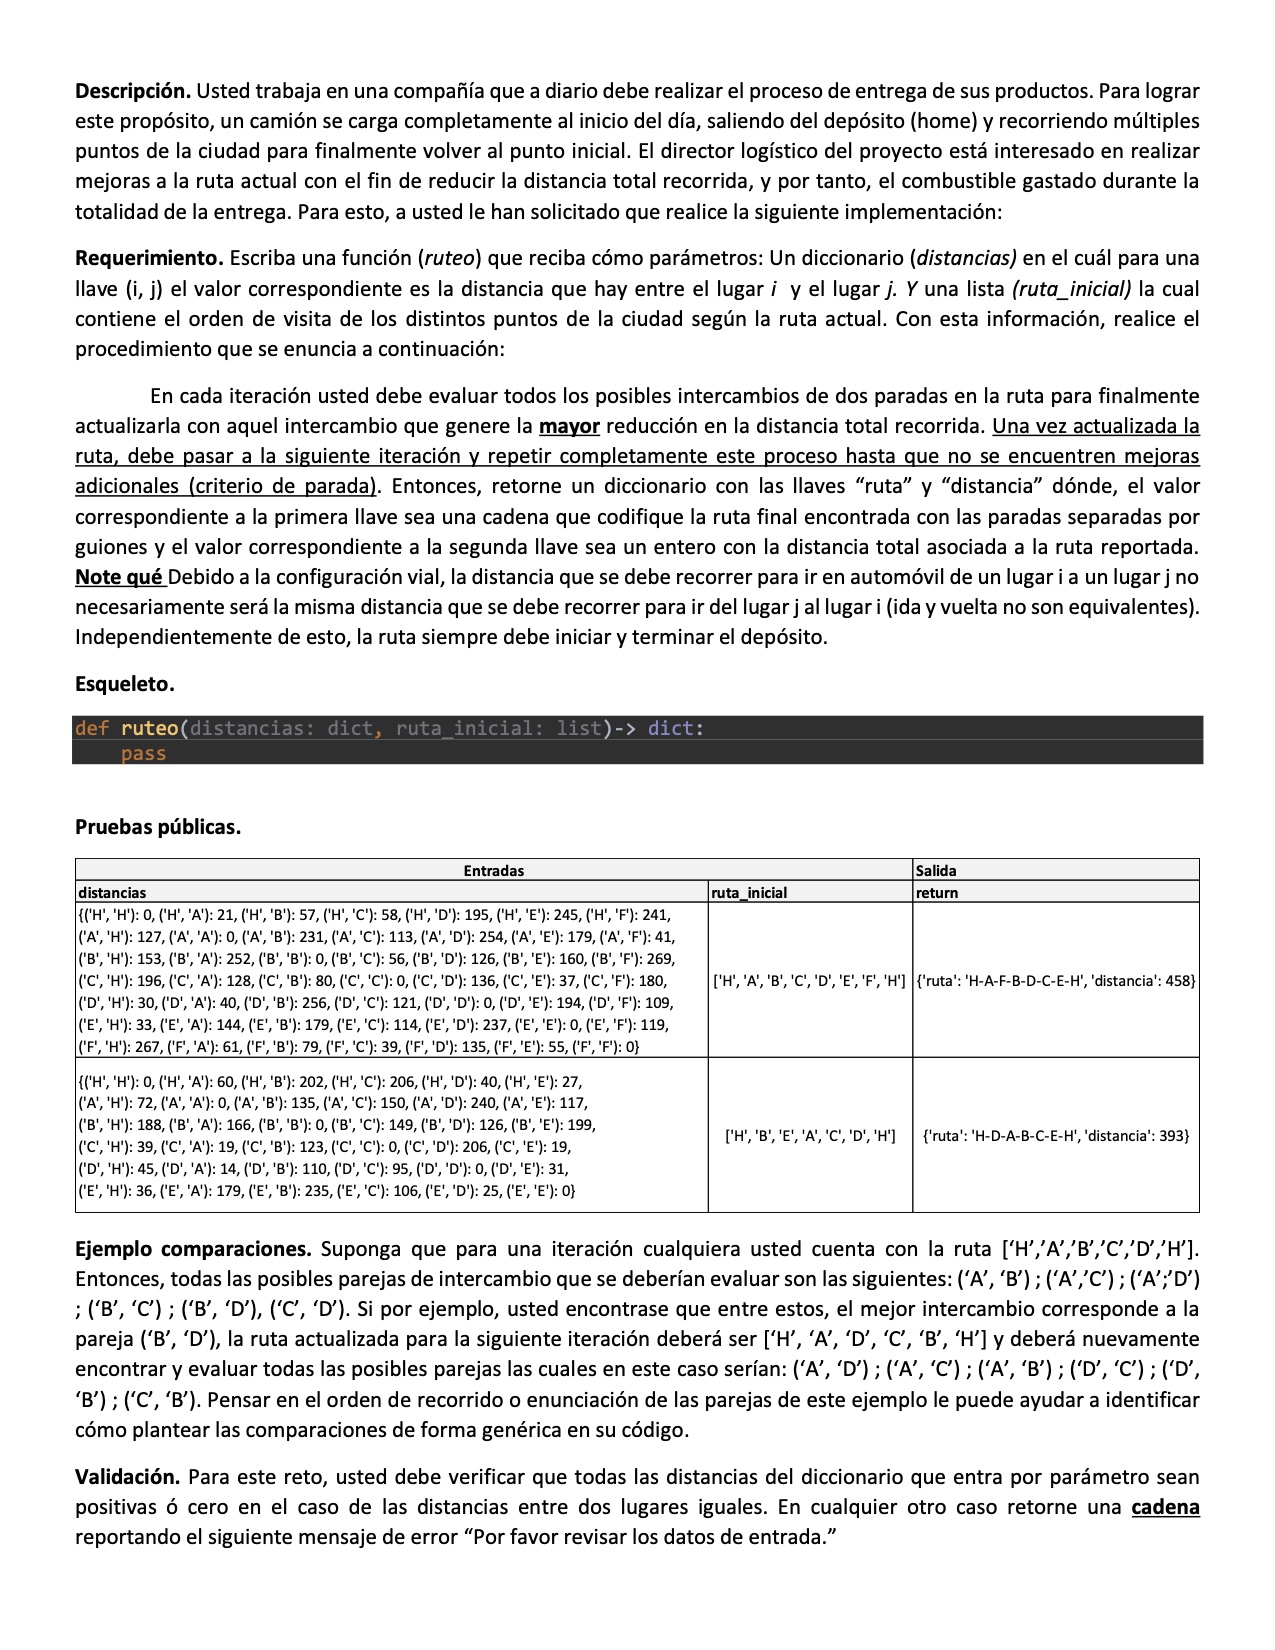 Descripción. Usted trabaja en una compañía que a diario debe realizar el proceso de entrega de sus productos. Para lograr
este propósito, un camión se carga completamente al inicio del día, saliendo del depósito (home) y recorriendo múltiples
puntos de la ciudad para finalmente volver al punto inicial. El director logístico del proyecto está interesado en realizar
mejoras a la ruta actual con el fin de reducir la distancia total recorrida, y por tanto, el combustible gastado durante la
totalidad de la entrega. Para esto, a usted le han solicitado que realice la siguiente implementación:
Requerimiento. Escriba una función (ruteo) que reciba cómo parámetros: Un diccionario (distancias) en el cuál para una
llave (i, j) el valor correspondiente es la distancia que hay entre el lugar i y el lugar j. Y una lista (ruta_inicial) la cual
contiene el orden de visita de los distintos puntos de la ciudad según la ruta actual. Con esta información, realice el
procedimiento que se enuncia a continuación:
En cada iteración usted debe evaluar todos los posibles intercambios de dos paradas en la ruta para finalmente
actualizarla con aquel intercambio que genere la mayor reducción en la distancia total recorrida. Una vez actualizada la
ruta, debe pasar a la siguiente iteración y repetir completamente este proceso hasta que no se encuentren mejoras
adicionales (criterio de parada). Entonces, retorne un diccionario con las llaves “ruta” y “distancia” dónde, el valor
correspondiente a la primera llave sea una cadena que codifique la ruta final encontrada con las paradas separadas por
guiones y el valor correspondiente a la segunda llave sea un entero con la distancia total asociada a la ruta reportada.
Note qué Debido a la configuración vial, la distancia que se debe recorrer para ir en automóvil de un lugar i a un lugar j no
necesariamente será la misma distancia que se debe recorrer para ir del lugar j al lugar i (ida y vuelta no son equivalentes).
Independientemente de esto, la ruta siempre debe iniciar y terminar el depósito.
Esqueleto.
def ruteo(distancias: dict, ruta_inicial: list)-> dict:
pass
Pruebas públicas.
Entradas Salida
distancias ruta_inicial return
{('H', 'H'): 0, ('H', 'A'): 21, ('H', 'B'): 57, ('H', 'C'): 58, ('H', 'D'): 195, ('H', 'E'): 245, ('H', 'F'): 241,
('A', 'H'): 127, ('A', 'A'): 0, ('A', 'B'): 231, ('A', 'C'): 113, ('A', 'D'): 254, ('A', 'E'): 179, ('A', 'F'): 41,
('B', 'H'): 153, ('B', 'A'): 252, ('B', 'B'): 0, ('B', 'C'): 56, ('B', 'D'): 126, ('B', 'E'): 160, ('B', 'F'): 269,
('C', 'H'): 196, ('C', 'A'): 128, ('C', 'B'): 80, ('C', 'C'): 0, ('C', 'D'): 136, ('C', 'E'): 37, ('C', 'F'): 180,
('D', 'H'): 30, ('D', 'A'): 40, ('D', 'B'): 256, ('D', 'C'): 121, ('D', 'D'): 0, ('D', 'E'): 194, ('D', 'F'): 109,
('E', 'H'): 33, ('E', 'A'): 144, ('E', 'B'): 179, ('E', 'C'): 114, ('E', 'D'): 237, ('E', 'E'): 0, ('E', 'F'): 119,
('F', 'H'): 267, ('F', 'A'): 61, ('F', 'B'): 79, ('F', 'C'): 39, ('F', 'D'): 135, ('F', 'E'): 55, ('F', 'F'): 0}
['H', 'A', 'B', 'C', 'D', 'E', 'F', 'H']
{'ruta': 'H-A-F-B-D-C-E-H', 'distancia': 458}
{('H', 'H'): 0, ('H', 'A'): 60, ('H', 'B'): 202, ('H', 'C'): 206, ('H', 'D'): 40, ('H', 'E'): 27,
('A', 'H'): 72, ('A', 'A'): 0, ('A', 'B'): 135, ('A', 'C'): 150, ('A', 'D'): 240, ('A', 'E'): 117,
('B', 'H'): 188, ('B', 'A'): 166, ('B', 'B'): 0, ('B', 'C'): 149, ('B', 'D'): 126, ('B', 'E'): 199,
('C', 'H'): 39, ('C', 'A'): 19, ('C', 'B'): 123, ('C', 'C'): 0, ('C', 'D'): 206, ('C', 'E'): 19,
('D', 'H'): 45, ('D', 'A'): 14, ('D', 'B'): 110, ('D', 'C'): 95, ('D', 'D'): 0, ('D', 'E'): 31,
('E', 'H'): 36, ('E', 'A'): 179, ('E', 'B'): 235, ('E', 'C'): 106, ('E', 'D'): 25, ('E', 'E'): 0}
['H', 'B', 'E', 'A', 'C', 'D', 'H']
{'ruta': 'H-D-A-B-C-E-H', 'distancia': 393}
Ejemplo comparaciones. Suponga que para una iteración cualquiera usted cuenta con la ruta [‘H’,’A’,’B’,’C’,’D’,’H’].
Entonces, todas las posibles parejas de intercambio que se deberían evaluar son las siguientes: (‘A’, ‘B’) ; (‘A’,’C’) ; (‘A’;’D’)
; (‘B’, ‘C’) ; (‘B’, ‘D’), (‘C’, ‘D’). Si por ejemplo, usted encontrase que entre estos, el mejor intercambio corresponde a la
pareja (‘B’, ‘D’), la ruta actualizada para la siguiente iteración deberá ser [‘H’, ‘A’, ‘D’, ‘C’, ‘B’, ‘H’] y deberá nuevamente
encontrar y evaluar todas las posibles parejas las cuales en este caso serían: (‘A’, ‘D’) ; (‘A’, ‘C’) ; (‘A’, ‘B’) ; (‘D’, ‘C’) ; (‘D’,
‘B’) ; (‘C’, ‘B’). Pensar en el orden de recorrido o enunciación de las parejas de este ejemplo le puede ayudar a identificar
cómo plantear las comparaciones de forma genérica en su código.
Validación. Para este reto, usted debe verificar que todas las distancias del diccionario que entra por parámetro sean
positivas ó cero en el caso de las distancias entre dos lugares iguales. En cualquier otro caso retorne una cadena
reportando el siguiente mensaje de error “Por favor revisar los datos de entrada.”